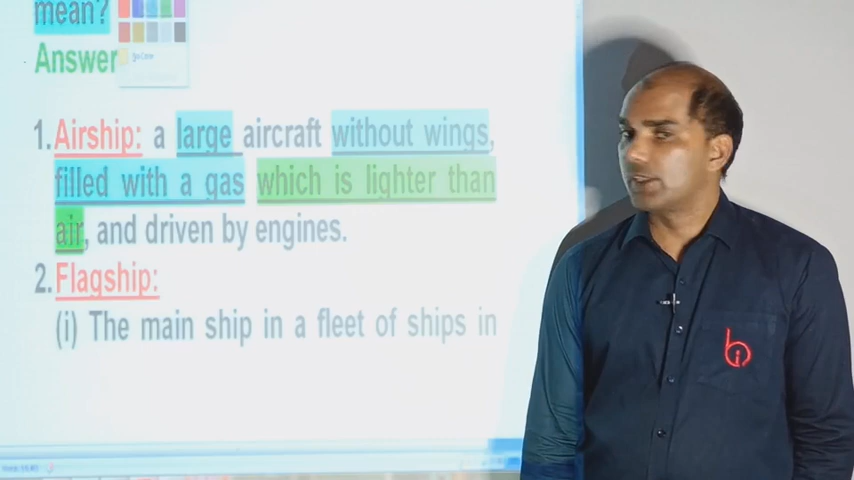 mean?
Answer
1. Airship: a large aircraft without wings,
filled with a gas which is lighter than
air, and driven by engines.
2. Flagship:
(i) The main ship in a fleet of ships in
bi